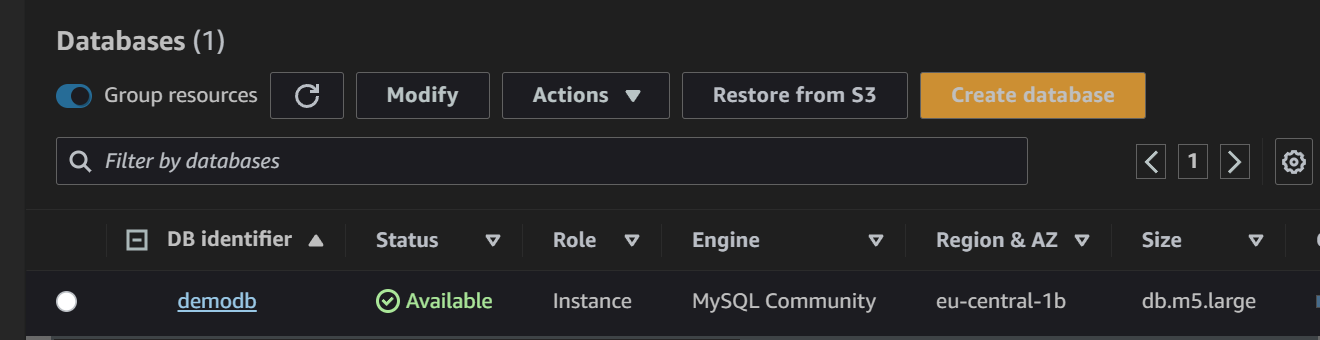 Databases (1)
Group resources Modify Actions Restore from S3 Create database
Filter by databases
1
DB identifier Status Role Engine Region & AZ Size
demodb Available Instance MySQL Community eu-central-1b db.m5.large